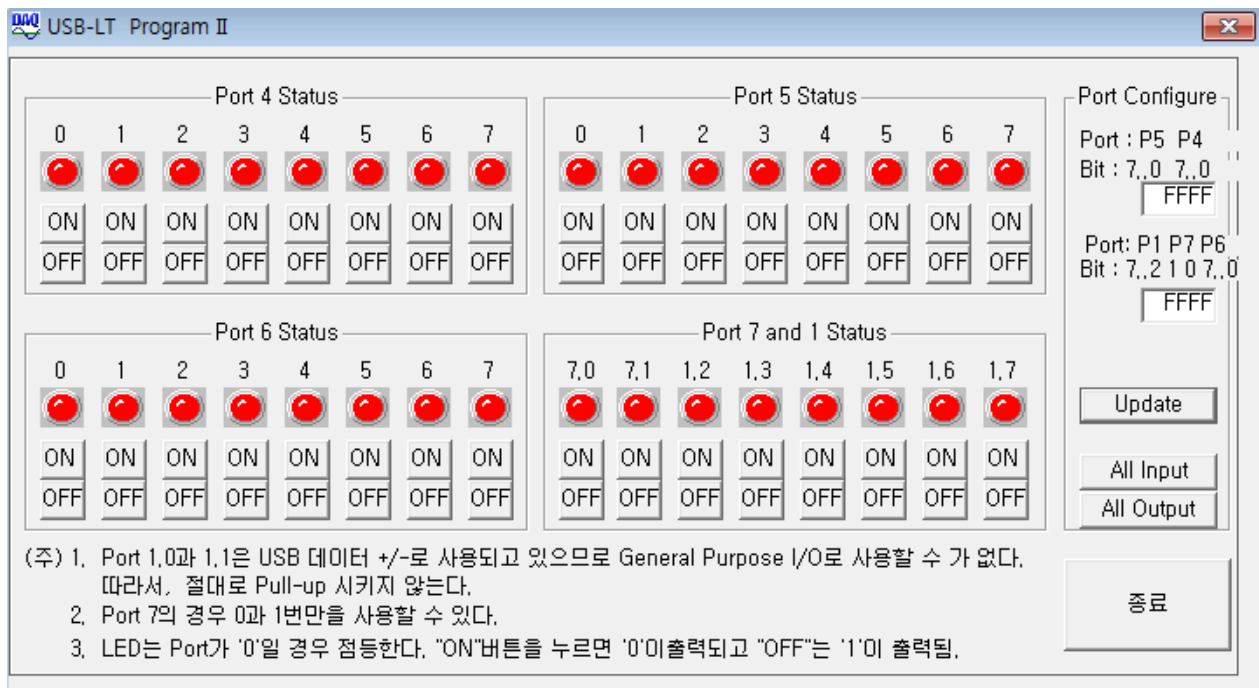 DAQ USB-LT Program II
Port 4 Status
0 1 2 3 4 5 6 7
ON ON ON ON ON ON ON ON
OFF OFF OFF OFF OFF OFF OFF OFF
Port 5 Status
0 1 2 3 4 5 6 7
ON ON ON ON ON ON ON ON
OFF OFF OFF OFF OFF OFF OFF OFF
Port Configure
Port : P5 P4
Bit : 7..0 7..0
FFFF
Port: P1 P7 P6
Bit : 7..2 1 0 7..0
FFFF
Update
All Input
All Output
Port 6 Status
0 1 2 3 4 5 6 7
ON ON ON ON ON ON ON ON
OFF OFF OFF OFF OFF OFF OFF OFF
Port 7 and 1 Status
7.0 7.1 1.2 1.3 1.4 1.5 1.6 1.7
ON ON ON ON ON ON ON ON
OFF OFF OFF OFF OFF OFF OFF OFF
(주) 1. Port 1.0과 1.1은 USB 데이터 +/-로 사용되고 있으므로 General Purpose I/O로 사용할 수 가 없다.
따라서, 절대로 Pull-up 시키지 않는다.
2. Port 7의 경우 0과 1번만을 사용할 수 있다.
3. LED는 Port가 '0'일 경우 점등한다. "ON"버튼을 누르면 '0'이출력되고 "OFF"는 '1'이 출력됨.
종료